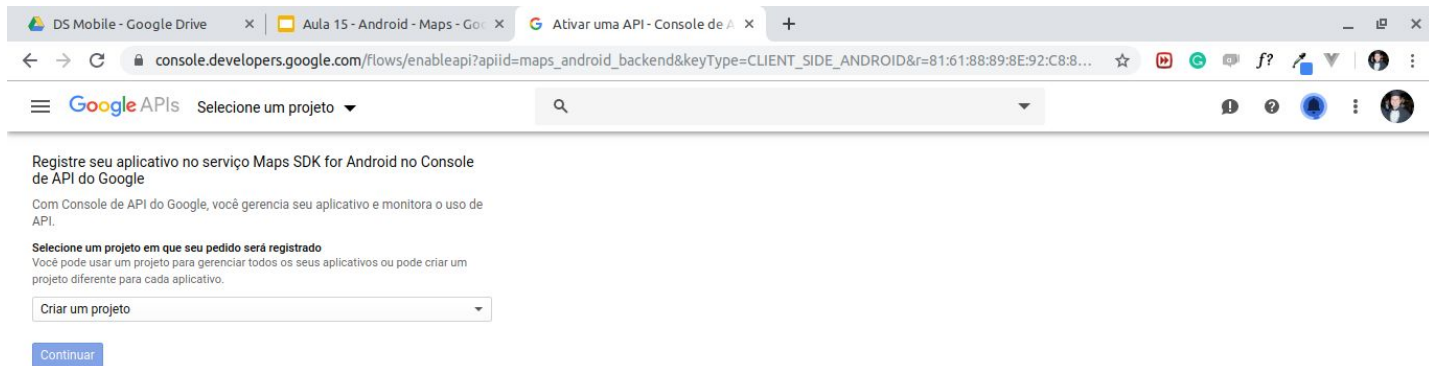 DS Mobile - Google Drive
Aula 15 - Android - Maps - Goo
Ativar uma API - Console de A
console.developers.google.com/flows/enableapi?apiid=maps_android_backend&keyType=CLIENT_SIDE_ANDROID&r=81:61:88:89:8E:92:C8:8...
f?
Google APIs Selecione um projeto
Registre seu aplicativo no serviço Maps SDK for Android no Console
de API do Google
Com Console de API do Google, você gerencia seu aplicativo e monitora o uso de
API.
Selecione um projeto em que seu pedido será registrado
Você pode usar um projeto para gerenciar todos os seus aplicativos ou pode criar um
projeto diferente para cada aplicativo.
Criar um projeto
Continuar